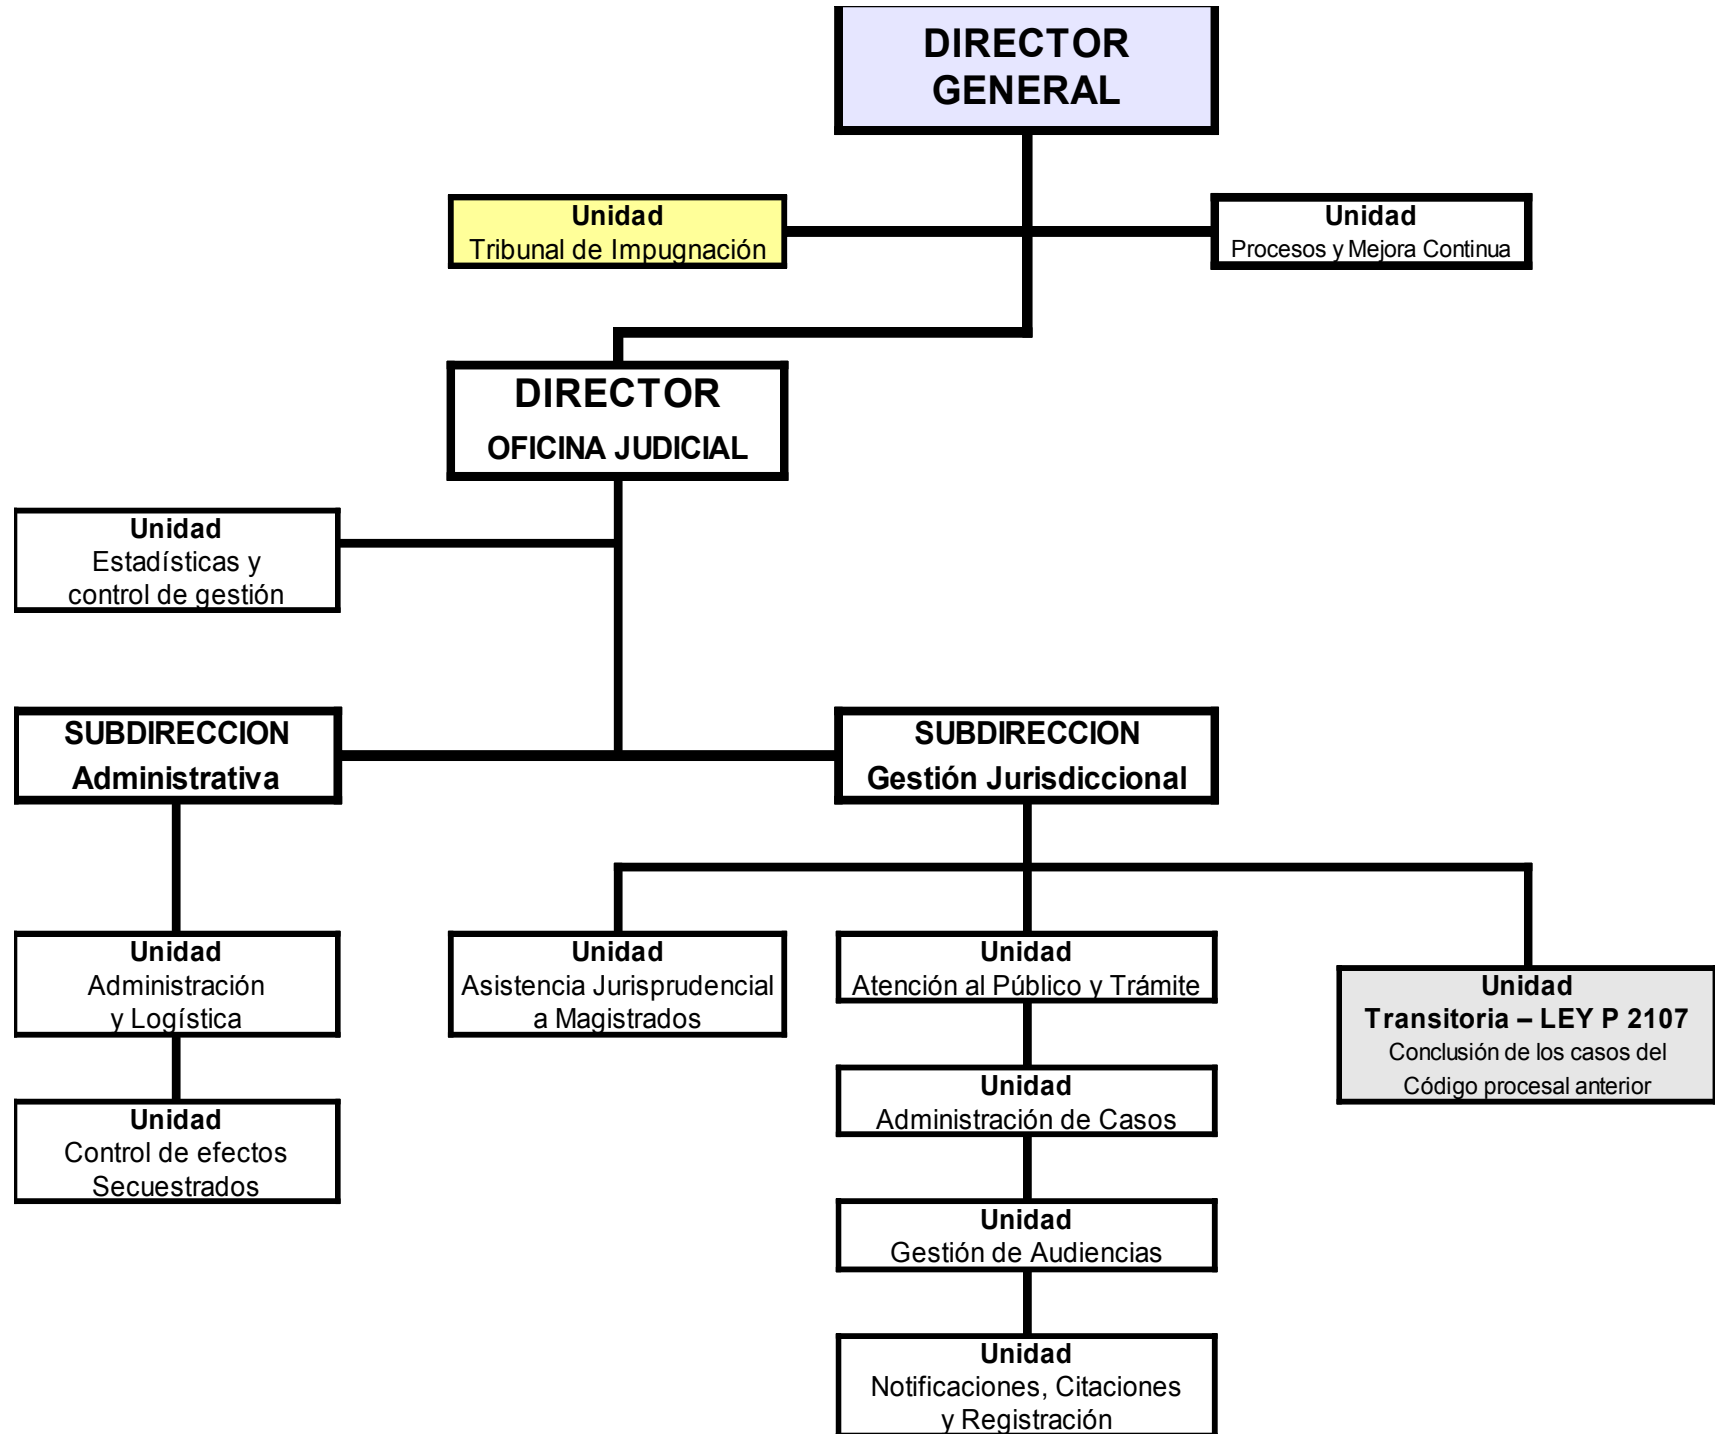 DIRECTOR
GENERAL
Unidad
Tribunal de Impugnación
Unidad
Procesos y Mejora Continua
DIRECTOR
OFICINA JUDICIAL
Unidad
Estadísticas y
control de gestión
SUBDIRECCION
Administrativa
SUBDIRECCION
Gestión Jurisdiccional
Unidad
Administración
y Logística
Unidad
Asistencia Jurisprudencial
a Magistrados
Unidad
Atención al Público y Trámite
Unidad
Transitoria – LEY P 2107
Conclusión de los casos del
Código procesal anterior
Unidad
Administración de Casos
Unidad
Control de efectos
Secuestrados
Unidad
Gestión de Audiencias
Unidad
Notificaciones, Citaciones
y Registración